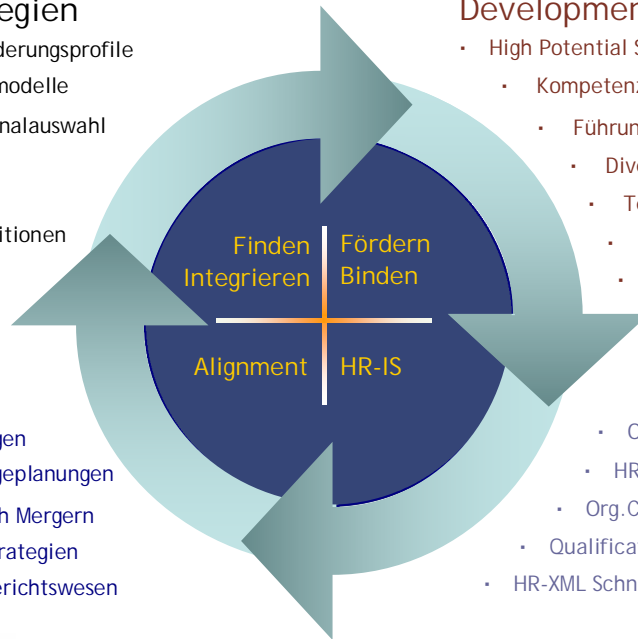 egien
derungsprofile
modelle
nalauswahl
itionen
Developmen
· High Potential S
· Kompetenz
· Führun
· Dive
· Te
·
·
Finden
Integrieren
Fördern
Binden
Alignment
HR-IS
gen
geplanungen
h Mergern
rategien
erichtswesen
· O
· HR
· Org.C
· Qualifica
· HR-XML Schn